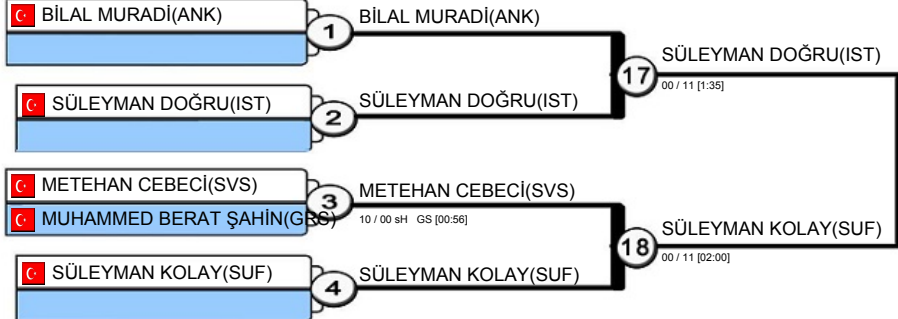 BİLAL MURADİ(ANK)
1
BİLAL MURADİ(ANK)
17
SÜLEYMAN DOĞRU(IST)
00 / 11 [1:35]
SÜLEYMAN DOĞRU(IST)
2
SÜLEYMAN DOĞRU(IST)
METEHAN CEBECİ(SVS)
MUHAMMED BERAT ŞAHİN(GRS)
3
METEHAN CEBECİ(SVS)
10 / 00 sH GS [00:56]
18
SÜLEYMAN KOLAY(SUF)
00 / 11 [02:00]
SÜLEYMAN KOLAY(SUF)
4
SÜLEYMAN KOLAY(SUF)